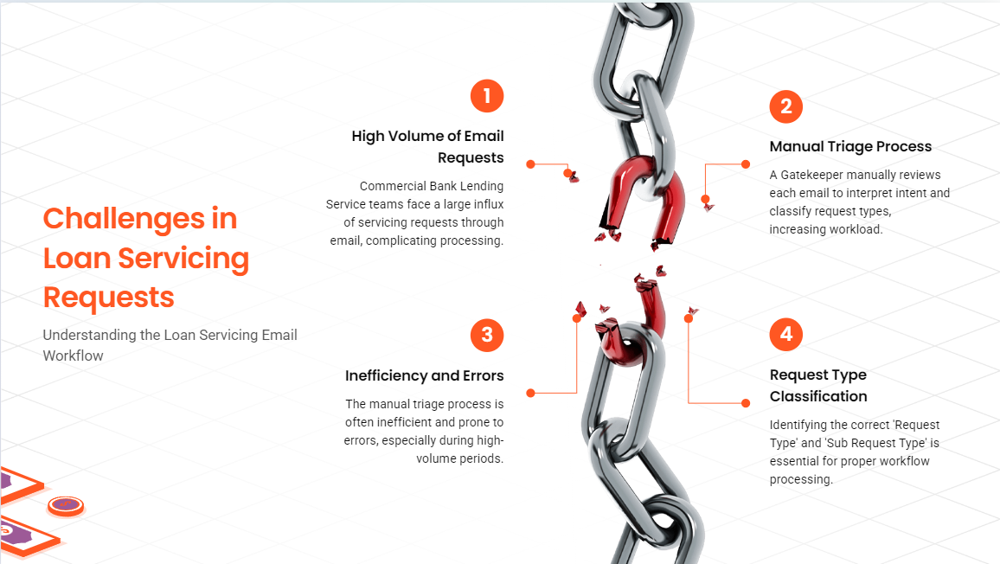 Challenges in
Loan Servicing
Requests
Understanding the Loan Servicing Email
Workflow
1
High Volume of Email
Requests
Commercial Bank Lending
Service teams face a large influx
of servicing requests through
email, complicating processing.
2
Manual Triage Process
A Gatekeeper manually reviews
each email to interpret intent and
classify request types,
increasing workload.
3
Inefficiency and Errors
The manual triage process is
often inefficient and prone to
errors, especially during high-
volume periods.
4
Request Type
Classification
Identifying the correct 'Request
Type' and 'Sub Request Type' is
essential for proper workflow
processing.